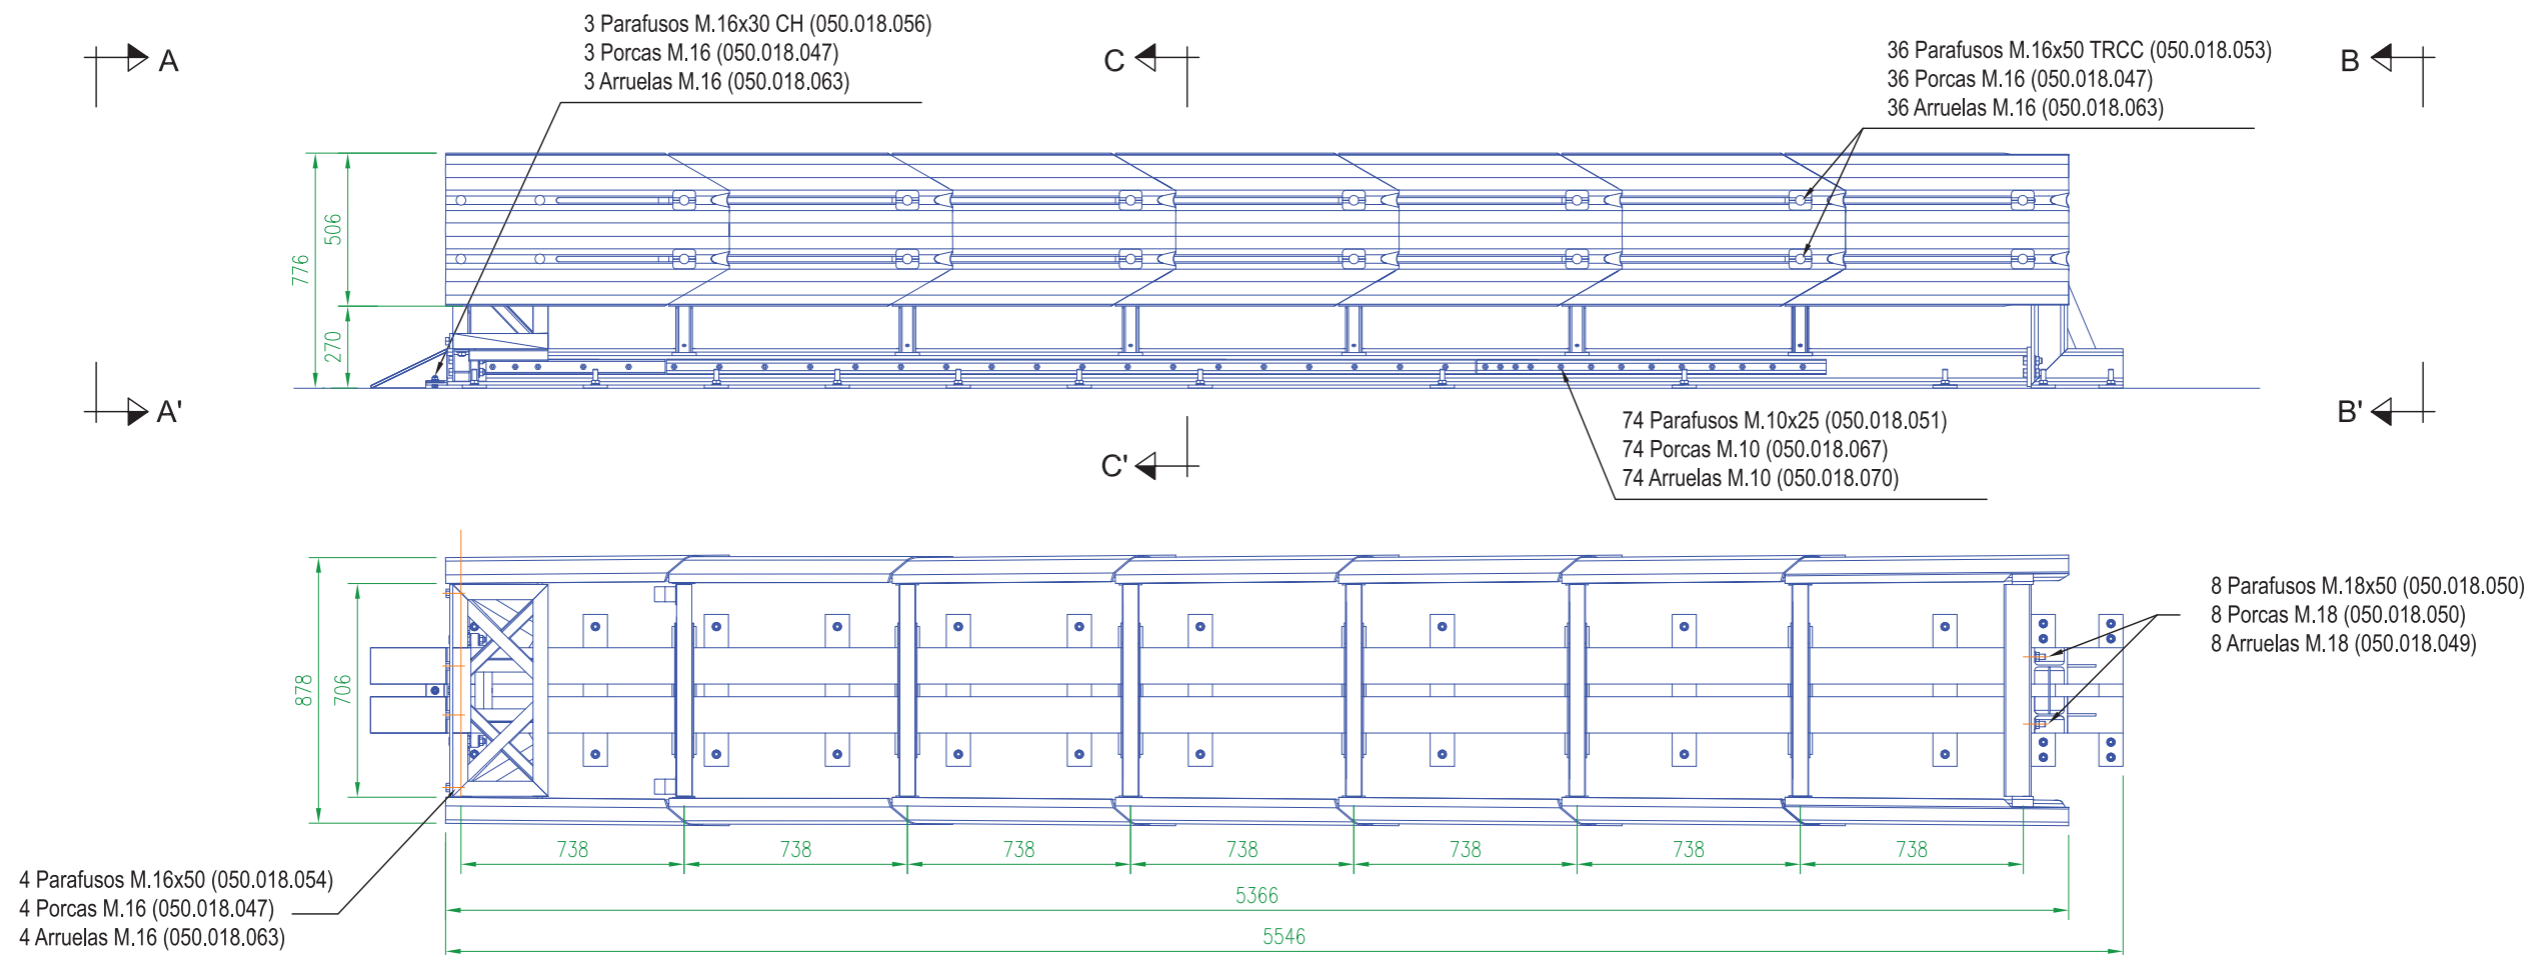 3 Parafusos M.16x30 CH (050.018.056)
3 Porcas M.16 (050.018.047)
3 Arruelas M.16 (050.018.063)
A
C
36 Parafusos M.16x50 TRCC (050.018.053)
36 Porcas M.16 (050.018.047)
36 Arruelas M.16 (050.018.063)
B
776
506
270
A'
C'
74 Parafusos M.10x25 (050.018.051)
74 Porcas M.10 (050.018.067)
74 Arruelas M.10 (050.018.070)
B'
878
706
8 Parafusos M.18x50 (050.018.050)
8 Porcas M.18 (050.018.050)
8 Arruelas M.18 (050.018.049)
738 738 738 738 738 738 738
4 Parafusos M.16x50 (050.018.054)
4 Porcas M.16 (050.018.047)
4 Arruelas M.16 (050.018.063)
5366
5546